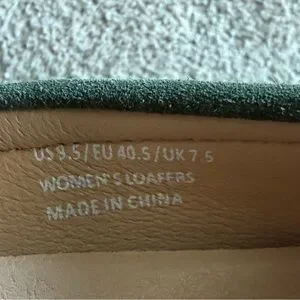 US 9.5/EU 40.5/UK 7.5
WOMEN'S LOAFERS
MADE IN CHINA